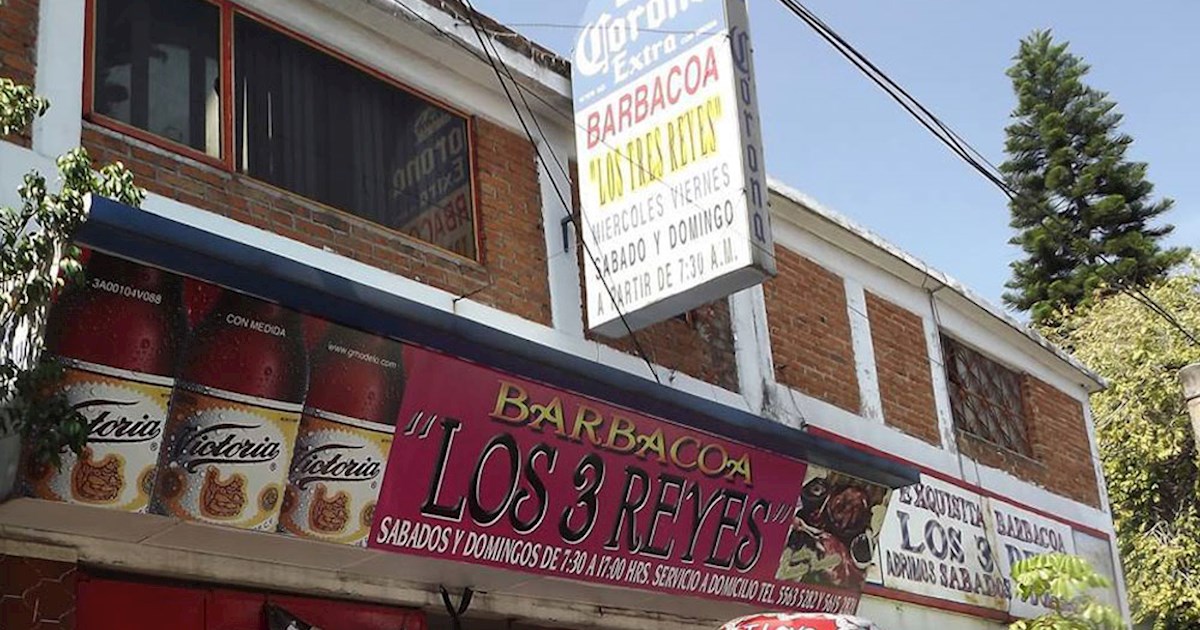 Corona
Extra
BARBACOA
"LOS TRES REYES"
MIERCOLES VIERNES
SABADO Y DOMINGO
A PARTIR DE 7:30 A.M.
Corona
3A00104V088
CON MEDIDA
www.gmodelo.com
Victoria
Victoria
Victoria
BARBACOA
"LOS 3 REYES"
SABADOS Y DOMINGOS DE 7:30 A 17:00 HRS. SERVICIO A DOMICILIO TEL 5563 5282 Y 5615
EXQUISITA BARBACOA
LOS 3
ABRIMOS SABADOS